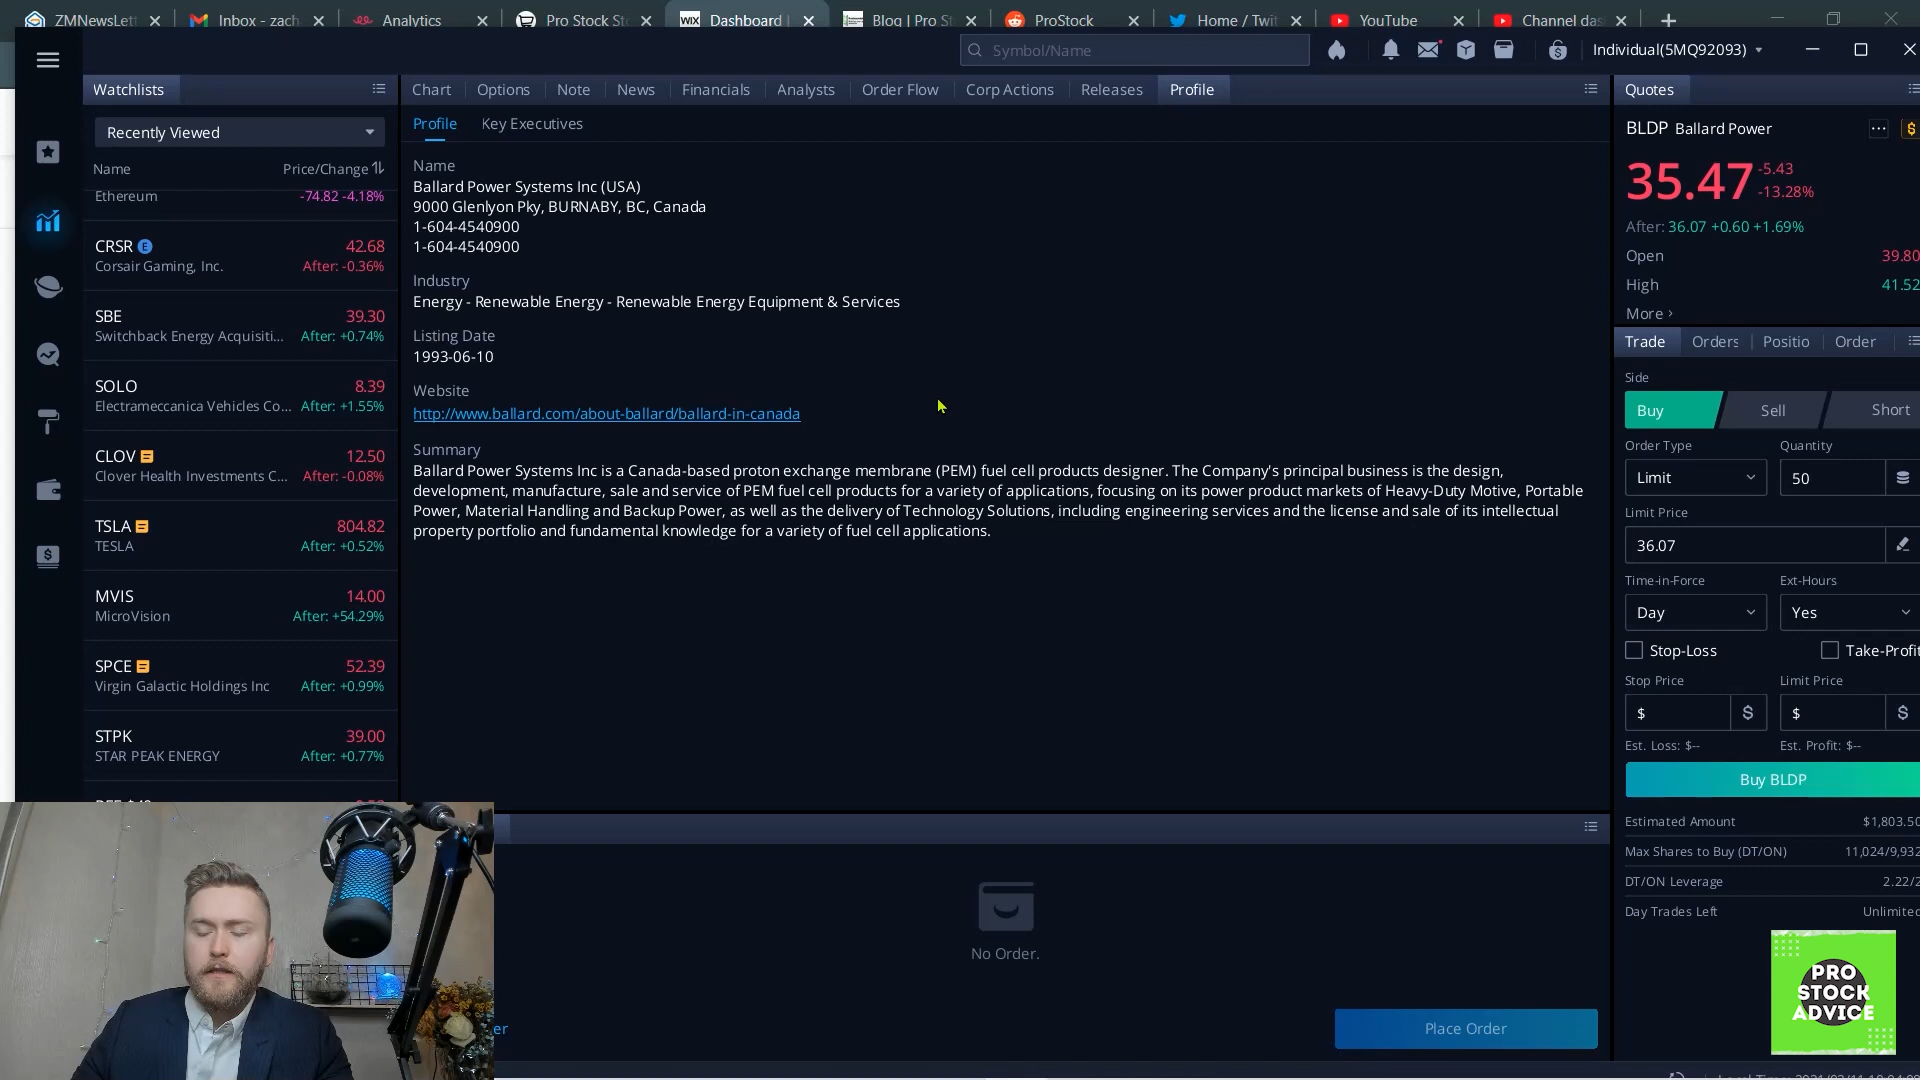 ZMNewsLett
Inbox - zach
Analytics
Pro Stock St
WIX
Dashboard |
Blog | Pro S
ProStock
Home / Twit
YouTube
Channel das
Symbol/Name
Individual(5MQ92093)
Watchlists
Recently Viewed
Name Price/Change
Ethereum -74.82 -4.18%
CRSR E 42.68
Corsair Gaming, Inc. After: -0.36%
SBE 39.30
Switchback Energy Acquisiti... After: +0.74%
SOLO 8.39
Electrameccanica Vehicles Co... After: +1.55%
CLOV 12.50
Clover Health Investments C... After: -0.08%
TSLA 804.82
TESLA After: +0.52%
MVIS 14.00
MicroVision After: +54.29%
SPCE 52.39
Virgin Galactic Holdings Inc After: +0.99%
STPK 39.00
STAR PEAK ENERGY After: +0.77%
Chart Options Note News Financials Analysts Order Flow Corp Actions Releases Profile
Profile Key Executives
Name
Ballard Power Systems Inc (USA)
9000 Glenlyon Pky, BURNABY, BC, Canada
1-604-4540900
1-604-4540900
Industry
Energy - Renewable Energy - Renewable Energy Equipment & Services
Listing Date
1993-06-10
Website
http://www.ballard.com/about-ballard/ballard-in-canada
Summary
Ballard Power Systems Inc is a Canada-based proton exchange membrane (PEM) fuel cell products designer. The Company's principal business is the design,
development, manufacture, sale and service of PEM fuel cell products for a variety of applications, focusing on its power product markets of Heavy-Duty Motive, Portable
Power, Material Handling and Backup Power, as well as the delivery of Technology Solutions, including engineering services and the license and sale of its intellectual
property portfolio and fundamental knowledge for a variety of fuel cell applications.
No Order.
er
Place Order
Quotes
BLDP Ballard Power
35.47 -5.43
-13.28%
After: 36.07 +0.60 +1.69%
Open 39.80
High 41.52
More ›
Trade Orders Positio Order
Side
Buy Sell Short
Order Type Quantity
Limit 50
Limit Price
36.07
Time-in-Force Ext-Hours
Day Yes
Stop-Loss Take-Profit
Stop Price Limit Price
$ $ $ $
Est. Loss: $-- Est. Profit: $--
Buy BLDP
Estimated Amount $1,803.50
Max Shares to Buy (DT/ON) 11,024/9,932
DT/ON Leverage 2.22/2
Day Trades Left Unlimited
PRO
STOCK
ADVICE